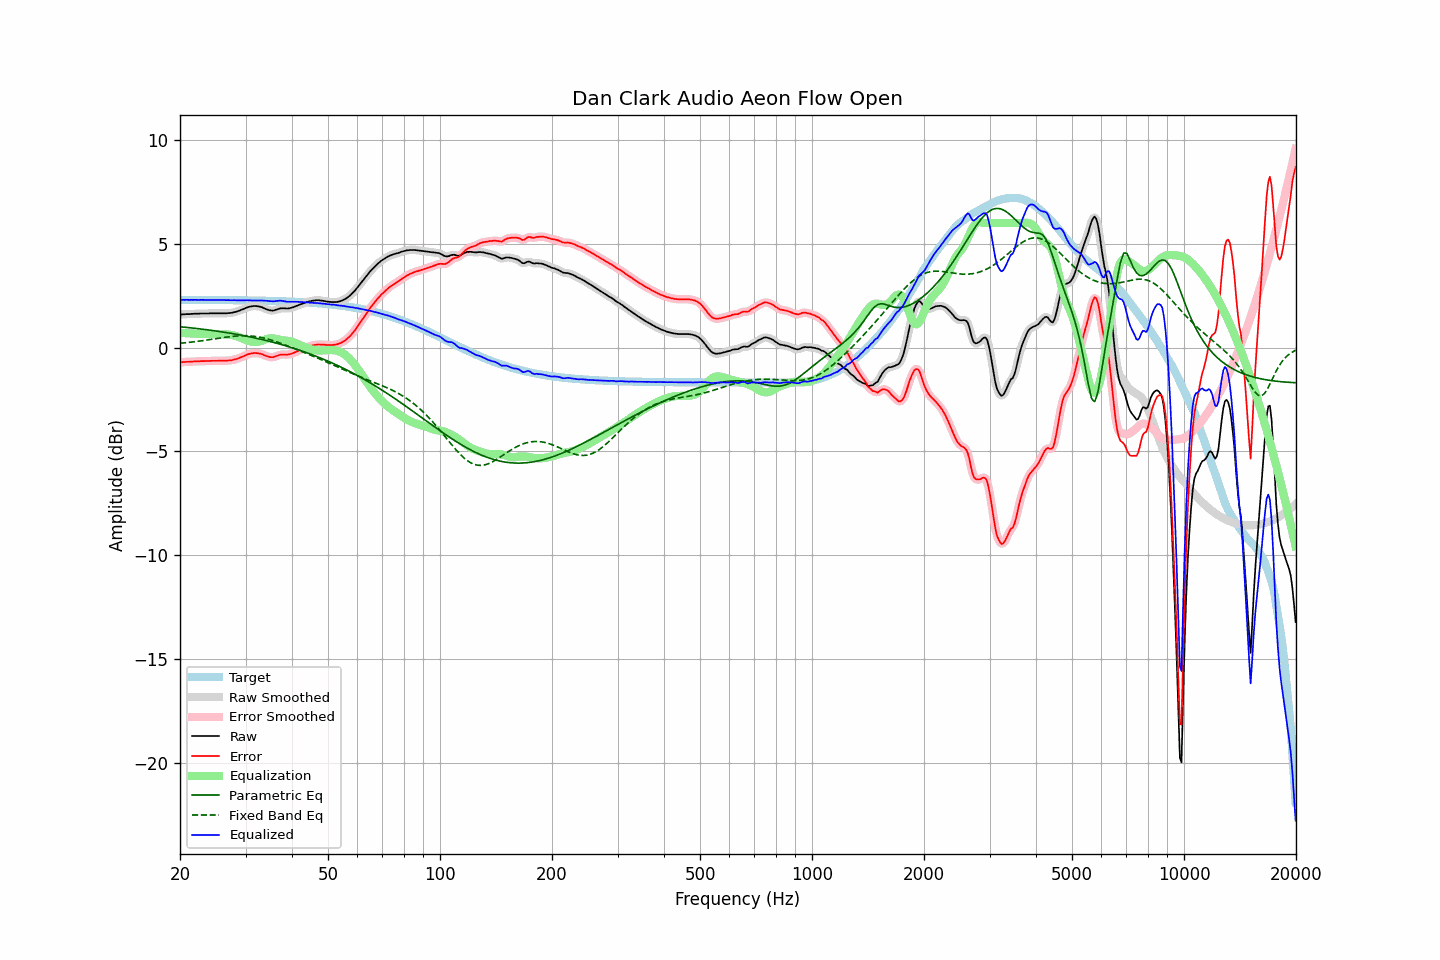 Dan Clark Audio Aeon Flow Open
10
5
0
−5
−10
−15
−20
Amplitude (dBr)
Target
Raw Smoothed
Error Smoothed
Raw
Error
Equalization
Parametric Eq
Fixed Band Eq
Equalized
20 50 100 200 500 1000 2000 5000 10000 20000
Frequency (Hz)